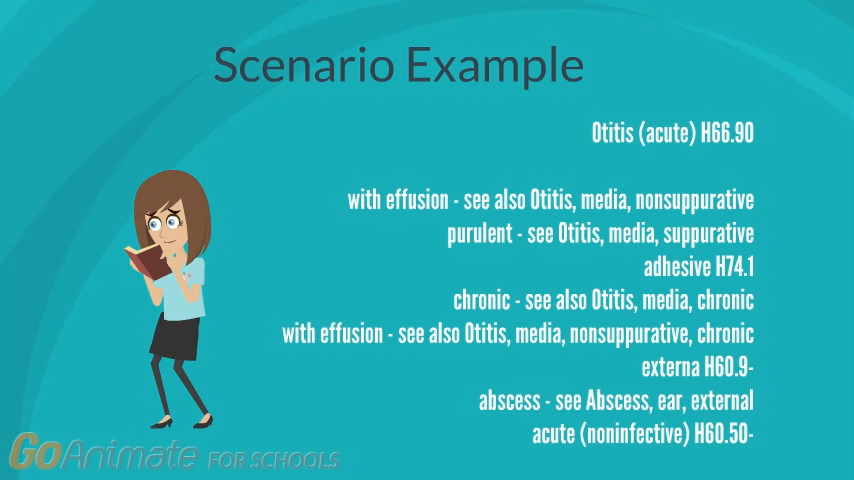 Scenario Example
Otitis (acute) H66.90
with effusion - see also Otitis, media, nonsuppurative
purulent - see Otitis, media, suppurative
adhesive H74.1
chronic - see also Otitis, media, chronic
with effusion - see also Otitis, media, nonsuppurative, chronic
externa H60.9-
abscess - see Abscess, ear, external
acute (noninfective) H60.50-
GoAnimate FOR SCHOOLS